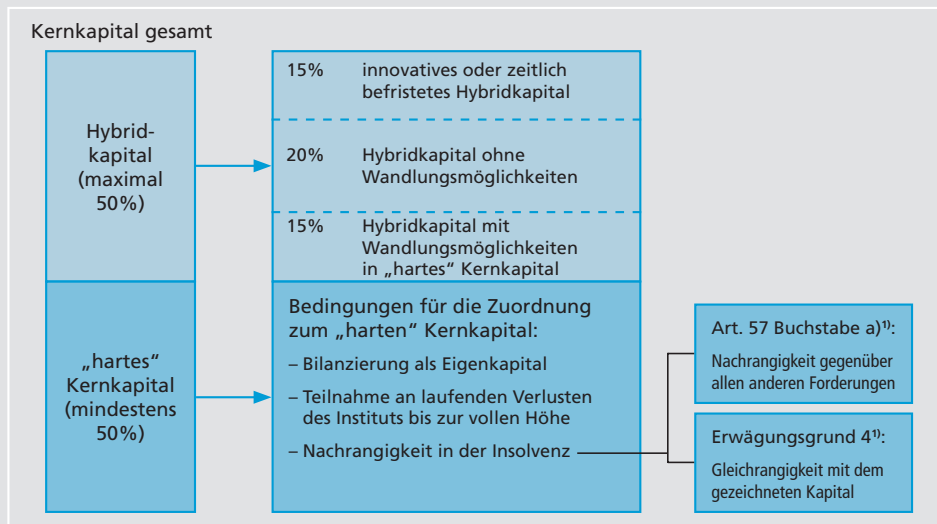 Kernkapital gesamt
Hybrid-
kapital
(maximal
50%)
15% innovatives oder zeitlich
befristetes Hybridkapital
20% Hybridkapital ohne
Wandlungsmöglichkeiten
15% Hybridkapital mit
Wandlungsmöglichkeiten
in „hartes“ Kernkapital
„hartes“
Kernkapital
(mindestens
50%)
Bedingungen für die Zuordnung
zum „harten“ Kernkapital:
– Bilanzierung als Eigenkapital
– Teilnahme an laufenden Verlusten
des Instituts bis zur vollen Höhe
– Nachrangigkeit in der Insolvenz
Art. 57 Buchstabe a)¹⁾:
Nachrangigkeit gegenüber
allen anderen Forderungen
Erwägungsgrund 4¹⁾:
Gleichrangigkeit mit dem
gezeichneten Kapital